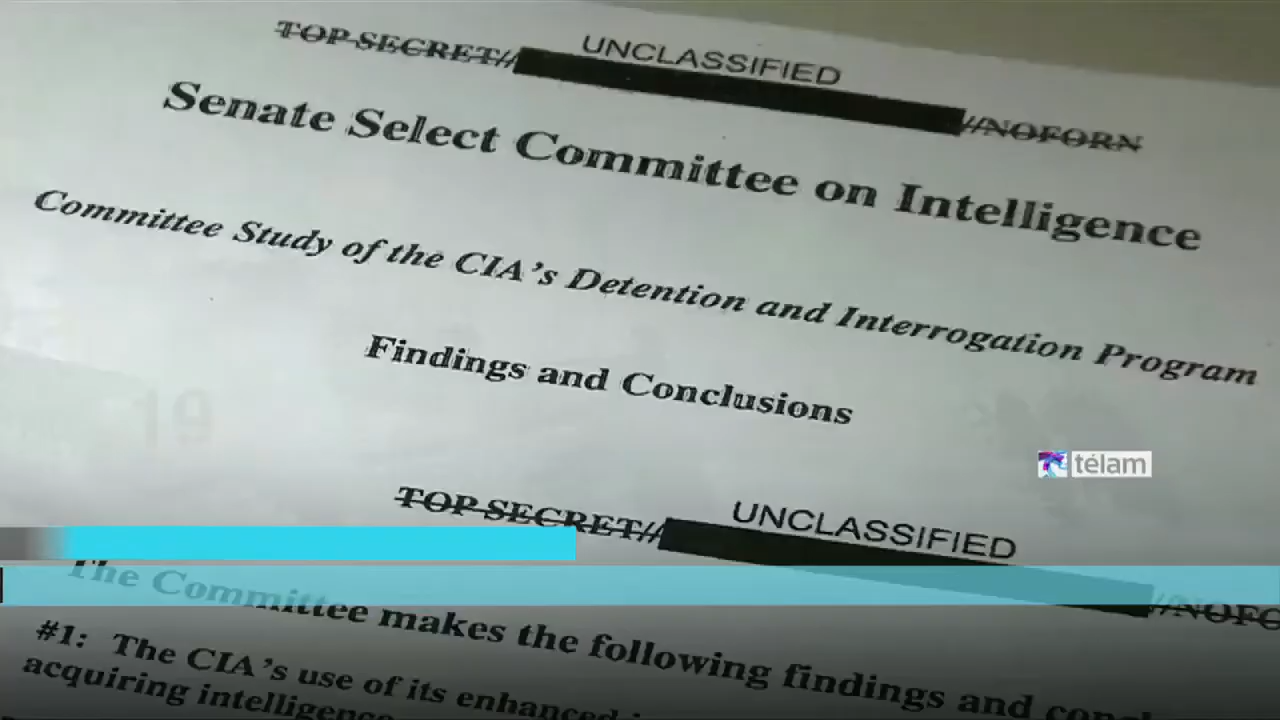 TOP SECRET// UNCLASSIFIED //NOFORN
Senate Select Committee on Intelligence
Committee Study of the CIA's Detention and Interrogation Program
Findings and Conclusions
télam
TOP SECRET// UNCLASSIFIED
The Committee makes the following findings and
#1: The CIA's use of its enhanced
acquiring